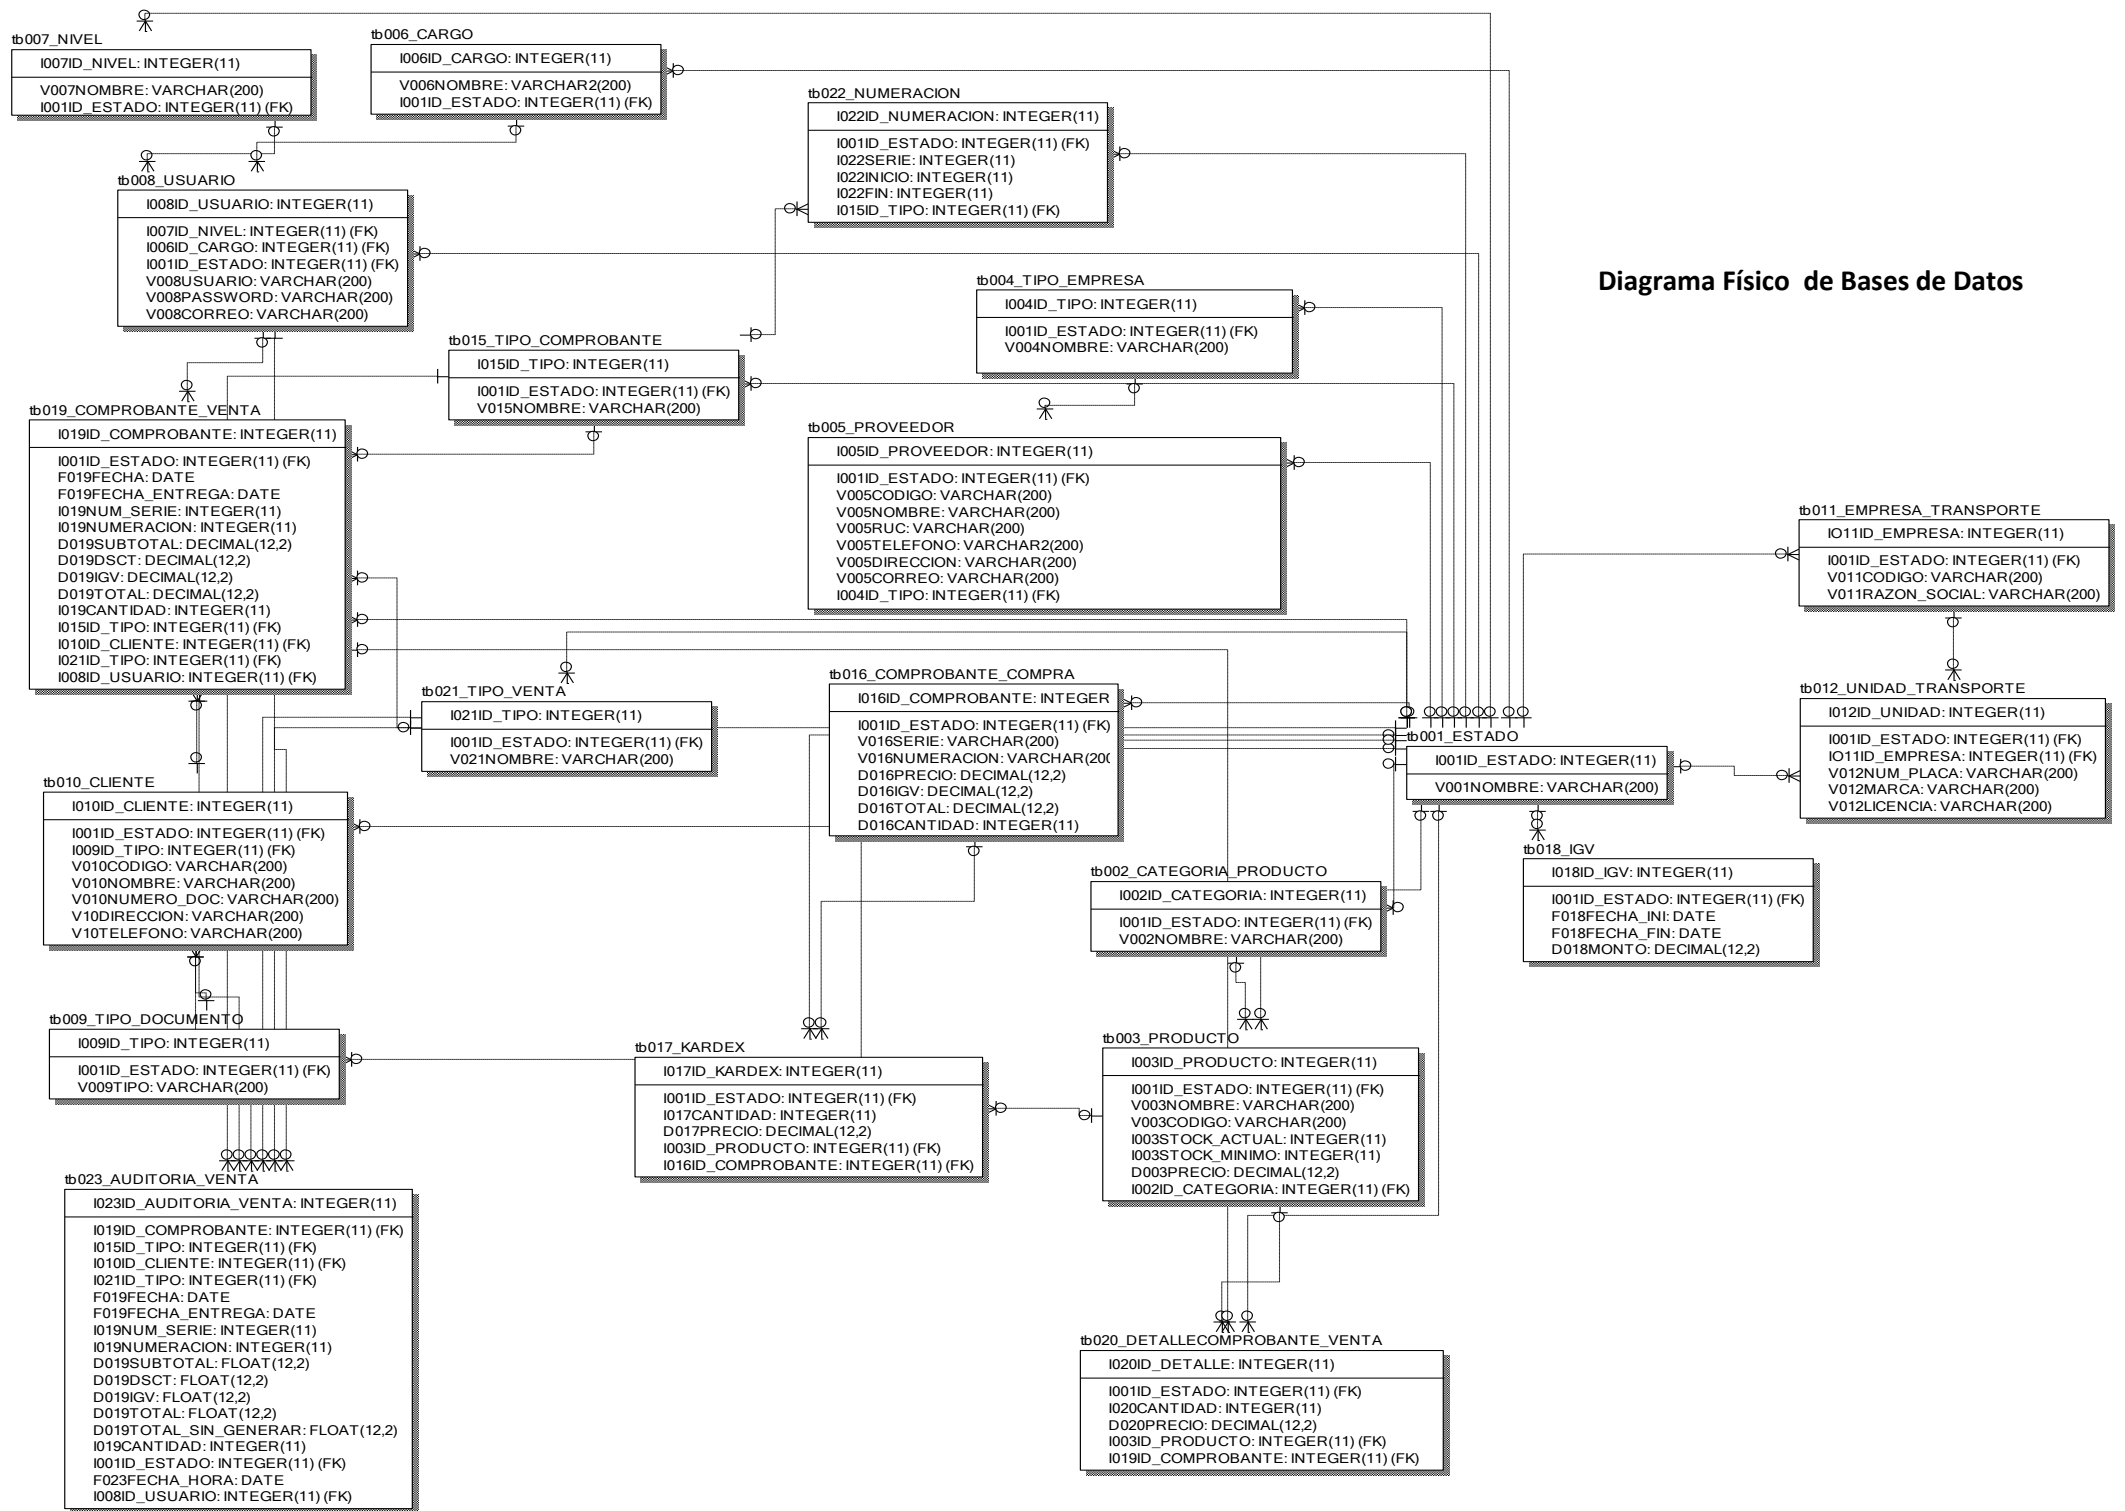 tb007_NIVEL
I007ID_NIVEL: INTEGER(11)
V007NOMBRE: VARCHAR(200)
I001ID_ESTADO: INTEGER(11) (FK)
tb006_CARGO
I006ID_CARGO: INTEGER(11)
V006NOMBRE: VARCHAR2(200)
I001ID_ESTADO: INTEGER(11) (FK)
tb022_NUMERACION
I022ID_NUMERACION: INTEGER(11)
I001ID_ESTADO: INTEGER(11) (FK)
I022SERIE: INTEGER(11)
I022INICIO: INTEGER(11)
I022FIN: INTEGER(11)
I015ID_TIPO: INTEGER(11) (FK)
tb008_USUARIO
I008ID_USUARIO: INTEGER(11)
I007ID_NIVEL: INTEGER(11) (FK)
I006ID_CARGO: INTEGER(11) (FK)
I001ID_ESTADO: INTEGER(11) (FK)
V008USUARIO: VARCHAR(200)
V008PASSWORD: VARCHAR(200)
V008CORREO: VARCHAR(200)
Diagrama Físico de Bases de Datos
tb004_TIPO_EMPRESA
I004ID_TIPO: INTEGER(11)
I001ID_ESTADO: INTEGER(11) (FK)
V004NOMBRE: VARCHAR(200)
tb015_TIPO_COMPROBANTE
I015ID_TIPO: INTEGER(11)
I001ID_ESTADO: INTEGER(11) (FK)
V015NOMBRE: VARCHAR(200)
tb019_COMPROBANTE_VENTA
I019ID_COMPROBANTE: INTEGER(11)
I001ID_ESTADO: INTEGER(11) (FK)
F019FECHA: DATE
F019FECHA_ENTREGA: DATE
I019NUM_SERIE: INTEGER(11)
I019NUMERACION: INTEGER(11)
D019SUBTOTAL: DECIMAL(12,2)
D019DSCT: DECIMAL(12,2)
D019IGV: DECIMAL(12,2)
D019TOTAL: DECIMAL(12,2)
I019CANTIDAD: INTEGER(11)
I015ID_TIPO: INTEGER(11) (FK)
I010ID_CLIENTE: INTEGER(11) (FK)
I021ID_TIPO: INTEGER(11) (FK)
I008ID_USUARIO: INTEGER(11) (FK)
tb005_PROVEEDOR
I005ID_PROVEEDOR: INTEGER(11)
I001ID_ESTADO: INTEGER(11) (FK)
V005CODIGO: VARCHAR(200)
V005NOMBRE: VARCHAR(200)
V005RUC: VARCHAR(200)
V005TELEFONO: VARCHAR2(200)
V005DIRECCION: VARCHAR(200)
V005CORREO: VARCHAR(200)
I004ID_TIPO: INTEGER(11) (FK)
tb011_EMPRESA_TRANSPORTE
IO11ID_EMPRESA: INTEGER(11)
I001ID_ESTADO: INTEGER(11) (FK)
V011CODIGO: VARCHAR(200)
V011RAZON_SOCIAL: VARCHAR(200)
tb021_TIPO_VENTA
I021ID_TIPO: INTEGER(11)
I001ID_ESTADO: INTEGER(11) (FK)
V021NOMBRE: VARCHAR(200)
tb016_COMPROBANTE_COMPRA
I016ID_COMPROBANTE: INTEGER
I001ID_ESTADO: INTEGER(11) (FK)
V016SERIE: VARCHAR(200)
V016NUMERACION: VARCHAR(200
D016PRECIO: DECIMAL(12,2)
D016IGV: DECIMAL(12,2)
D016TOTAL: DECIMAL(12,2)
D016CANTIDAD: INTEGER(11)
tb001_ESTADO
I001ID_ESTADO: INTEGER(11)
V001NOMBRE: VARCHAR(200)
tb012_UNIDAD_TRANSPORTE
I012ID_UNIDAD: INTEGER(11)
I001ID_ESTADO: INTEGER(11) (FK)
IO11ID_EMPRESA: INTEGER(11) (FK)
V012NUM_PLACA: VARCHAR(200)
V012MARCA: VARCHAR(200)
V012LICENCIA: VARCHAR(200)
tb010_CLIENTE
I010ID_CLIENTE: INTEGER(11)
I001ID_ESTADO: INTEGER(11) (FK)
I009ID_TIPO: INTEGER(11) (FK)
V010CODIGO: VARCHAR(200)
V010NOMBRE: VARCHAR(200)
V010NUMERO_DOC: VARCHAR(200)
V10DIRECCION: VARCHAR(200)
V10TELEFONO: VARCHAR(200)
tb002_CATEGORIA_PRODUCTO
I002ID_CATEGORIA: INTEGER(11)
I001ID_ESTADO: INTEGER(11) (FK)
V002NOMBRE: VARCHAR(200)
tb018_IGV
I018ID_IGV: INTEGER(11)
I001ID_ESTADO: INTEGER(11) (FK)
F018FECHA_INI: DATE
F018FECHA_FIN: DATE
D018MONTO: DECIMAL(12,2)
tb009_TIPO_DOCUMENTO
I009ID_TIPO: INTEGER(11)
I001ID_ESTADO: INTEGER(11) (FK)
V009TIPO: VARCHAR(200)
tb017_KARDEX
I017ID_KARDEX: INTEGER(11)
I001ID_ESTADO: INTEGER(11) (FK)
I017CANTIDAD: INTEGER(11)
D017PRECIO: DECIMAL(12,2)
I003ID_PRODUCTO: INTEGER(11) (FK)
I016ID_COMPROBANTE: INTEGER(11) (FK)
tb003_PRODUCTO
I003ID_PRODUCTO: INTEGER(11)
I001ID_ESTADO: INTEGER(11) (FK)
V003NOMBRE: VARCHAR(200)
V003CODIGO: VARCHAR(200)
I003STOCK_ACTUAL: INTEGER(11)
I003STOCK_MINIMO: INTEGER(11)
D003PRECIO: DECIMAL(12,2)
I002ID_CATEGORIA: INTEGER(11) (FK)
tb023_AUDITORIA_VENTA
I023ID_AUDITORIA_VENTA: INTEGER(11)
I019ID_COMPROBANTE: INTEGER(11) (FK)
I015ID_TIPO: INTEGER(11) (FK)
I010ID_CLIENTE: INTEGER(11) (FK)
I021ID_TIPO: INTEGER(11) (FK)
F019FECHA: DATE
F019FECHA_ENTREGA: DATE
I019NUM_SERIE: INTEGER(11)
I019NUMERACION: INTEGER(11)
D019SUBTOTAL: FLOAT(12,2)
D019DSCT: FLOAT(12,2)
D019IGV: FLOAT(12,2)
D019TOTAL: FLOAT(12,2)
D019TOTAL_SIN_GENERAR: FLOAT(12,2)
I019CANTIDAD: INTEGER(11)
I001ID_ESTADO: INTEGER(11) (FK)
F023FECHA_HORA: DATE
I008ID_USUARIO: INTEGER(11) (FK)
tb020_DETALLECOMPROBANTE_VENTA
I020ID_DETALLE: INTEGER(11)
I001ID_ESTADO: INTEGER(11) (FK)
I020CANTIDAD: INTEGER(11)
D020PRECIO: DECIMAL(12,2)
I003ID_PRODUCTO: INTEGER(11) (FK)
I019ID_COMPROBANTE: INTEGER(11) (FK)